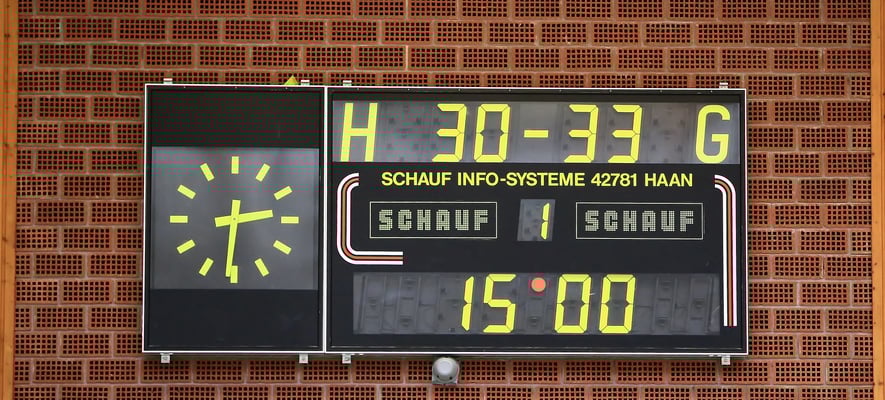 H 30-33 G
SCHAUF INFO-SYSTEME 42781 HAAN
SCHAUF 1 SCHAUF
15:00